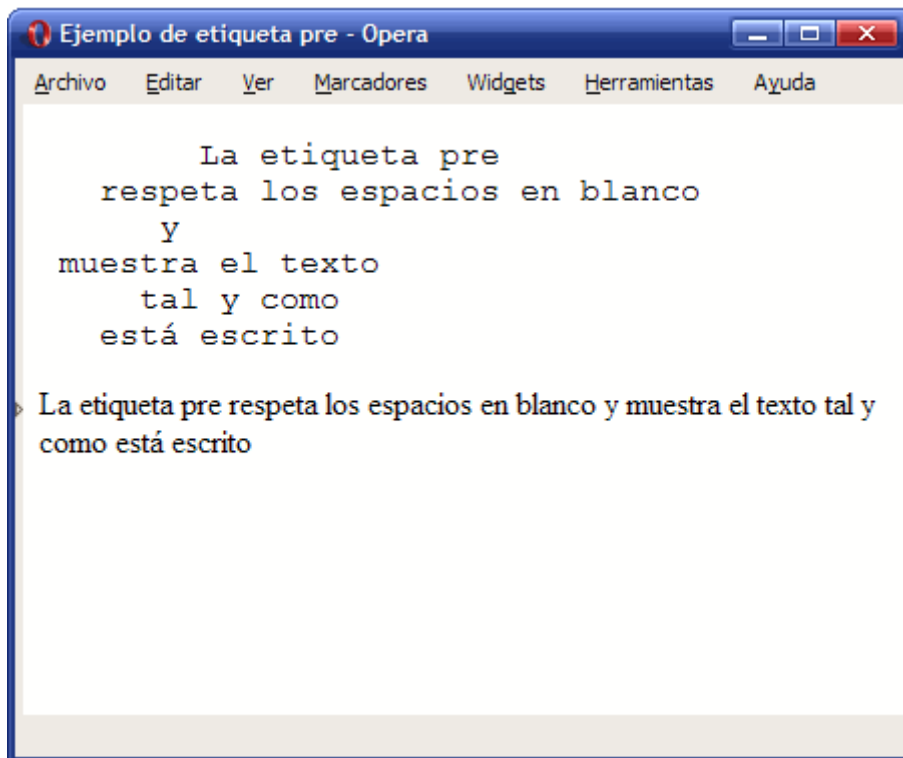 Ejemplo de etiqueta pre - Opera
Archivo Editar Ver Marcadores Widgets Herramientas Ayuda
La etiqueta pre
respeta los espacios en blanco
y
muestra el texto
tal y como
está escrito
La etiqueta pre respeta los espacios en blanco y muestra el texto tal y
como está escrito